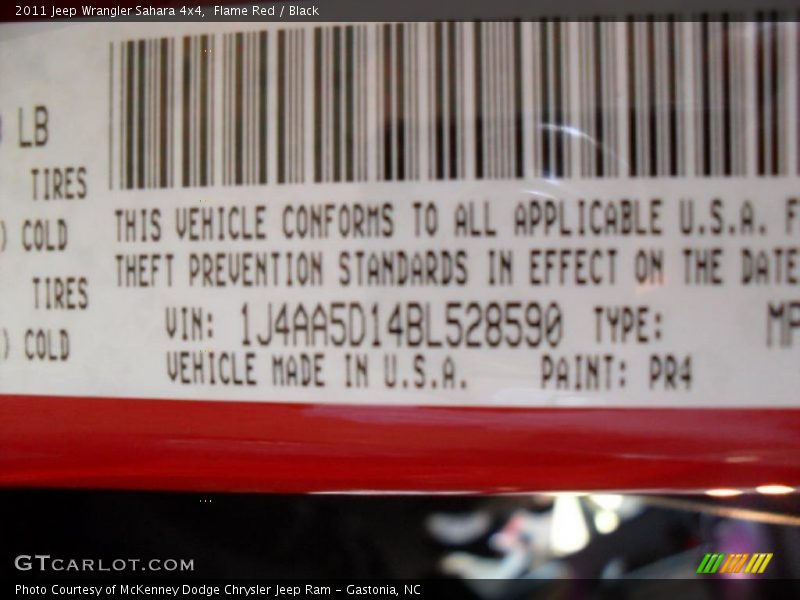 2011 Jeep Wrangler Sahara 4x4,  Flame Red / Black
LB
TIRES
) COLD
TIRES
) COLD
THIS VEHICLE CONFORMS TO ALL APPLICABLE U.S.A. F
THEFT PREVENTION STANDARDS IN EFFECT ON THE DATE
VIN: 1J4AA5D14BL528590 TYPE: MP
VEHICLE MADE IN U.S.A. PAINT: PR4
GTCARLOT.COM
Photo Courtesy of McKenney Dodge Chrysler Jeep Ram - Gastonia, NC